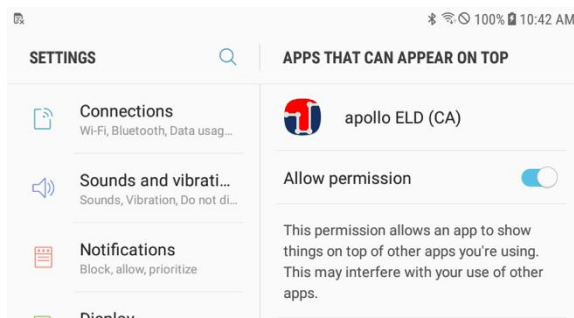 100% 10:42 AM
SETTINGS
Connections
Wi-Fi, Bluetooth, Data usag...
Sounds and vibrati...
Sounds, Vibration, Do not di...
Notifications
Block, allow, prioritize
Display
APPS THAT CAN APPEAR ON TOP
apollo ELD (CA)
Allow permission
This permission allows an app to show
things on top of other apps you're using.
This may interfere with your use of other
apps.